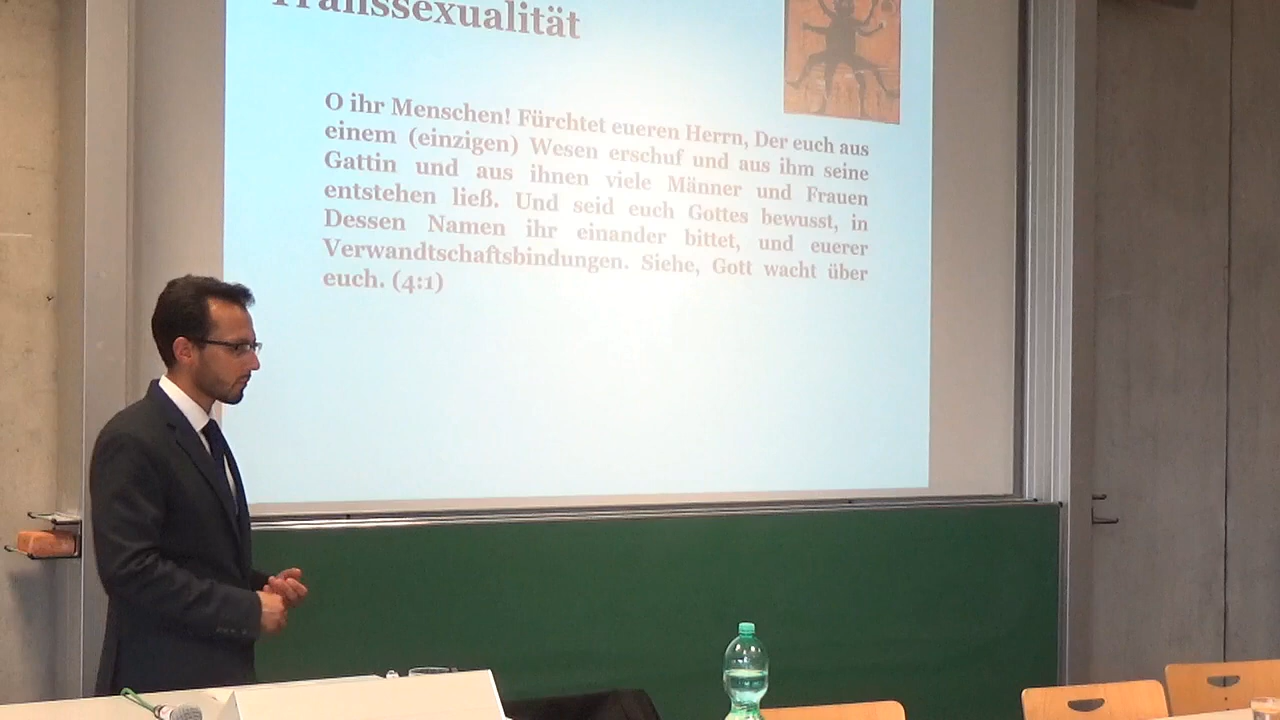 Transsexualität
O ihr Menschen! Fürchtet eueren Herrn, Der euch aus
einem (einzigen) Wesen erschuf und aus ihm seine
Gattin und aus ihnen viele Männer und Frauen
entstehen ließ. Und seid euch Gottes bewusst, in
Dessen Namen ihr einander bittet, und euerer
Verwandtschaftsbindungen. Siehe, Gott wacht über
euch. (4:1)